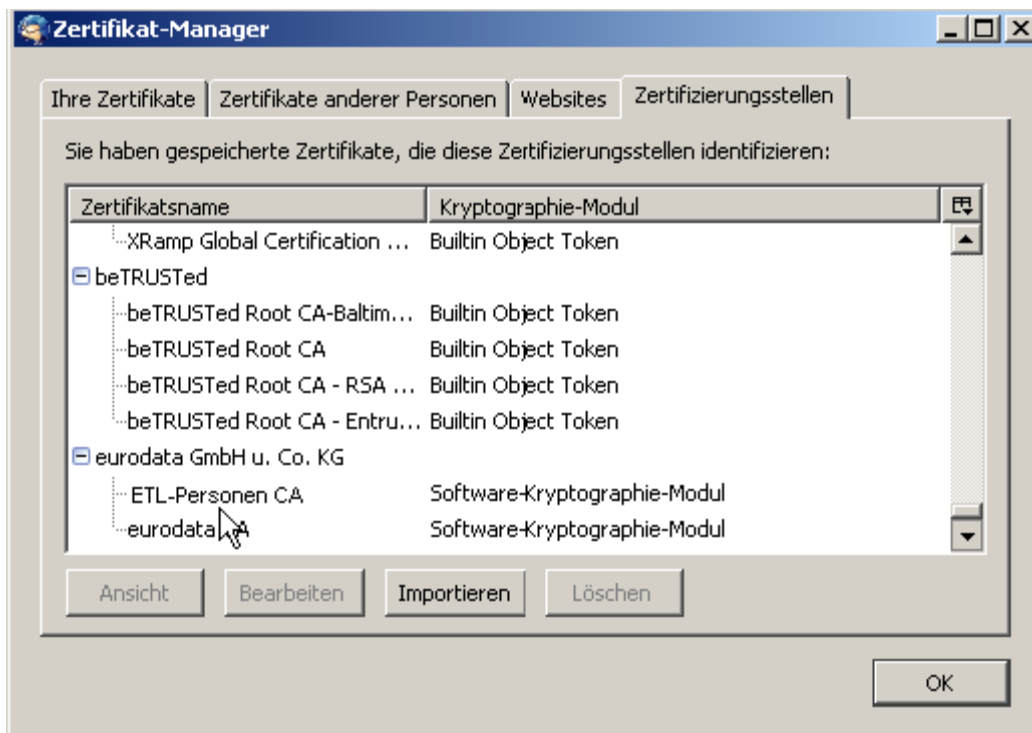 Zertifikat-Manager
Ihre Zertifikate Zertifikate anderer Personen Websites Zertifizierungsstellen
Sie haben gespeicherte Zertifikate, die diese Zertifizierungsstellen identifizieren:
Zertifikatsname Kryptographie-Modul
XRamp Global Certification ... Builtin Object Token
beTRUSTed
beTRUSTed Root CA-Baltim... Builtin Object Token
beTRUSTed Root CA Builtin Object Token
beTRUSTed Root CA - RSA ... Builtin Object Token
beTRUSTed Root CA - Entru... Builtin Object Token
eurodata GmbH u. Co. KG
ETL-Personen CA Software-Kryptographie-Modul
eurodata Software-Kryptographie-Modul
Ansicht Bearbeiten Importieren Löschen
OK